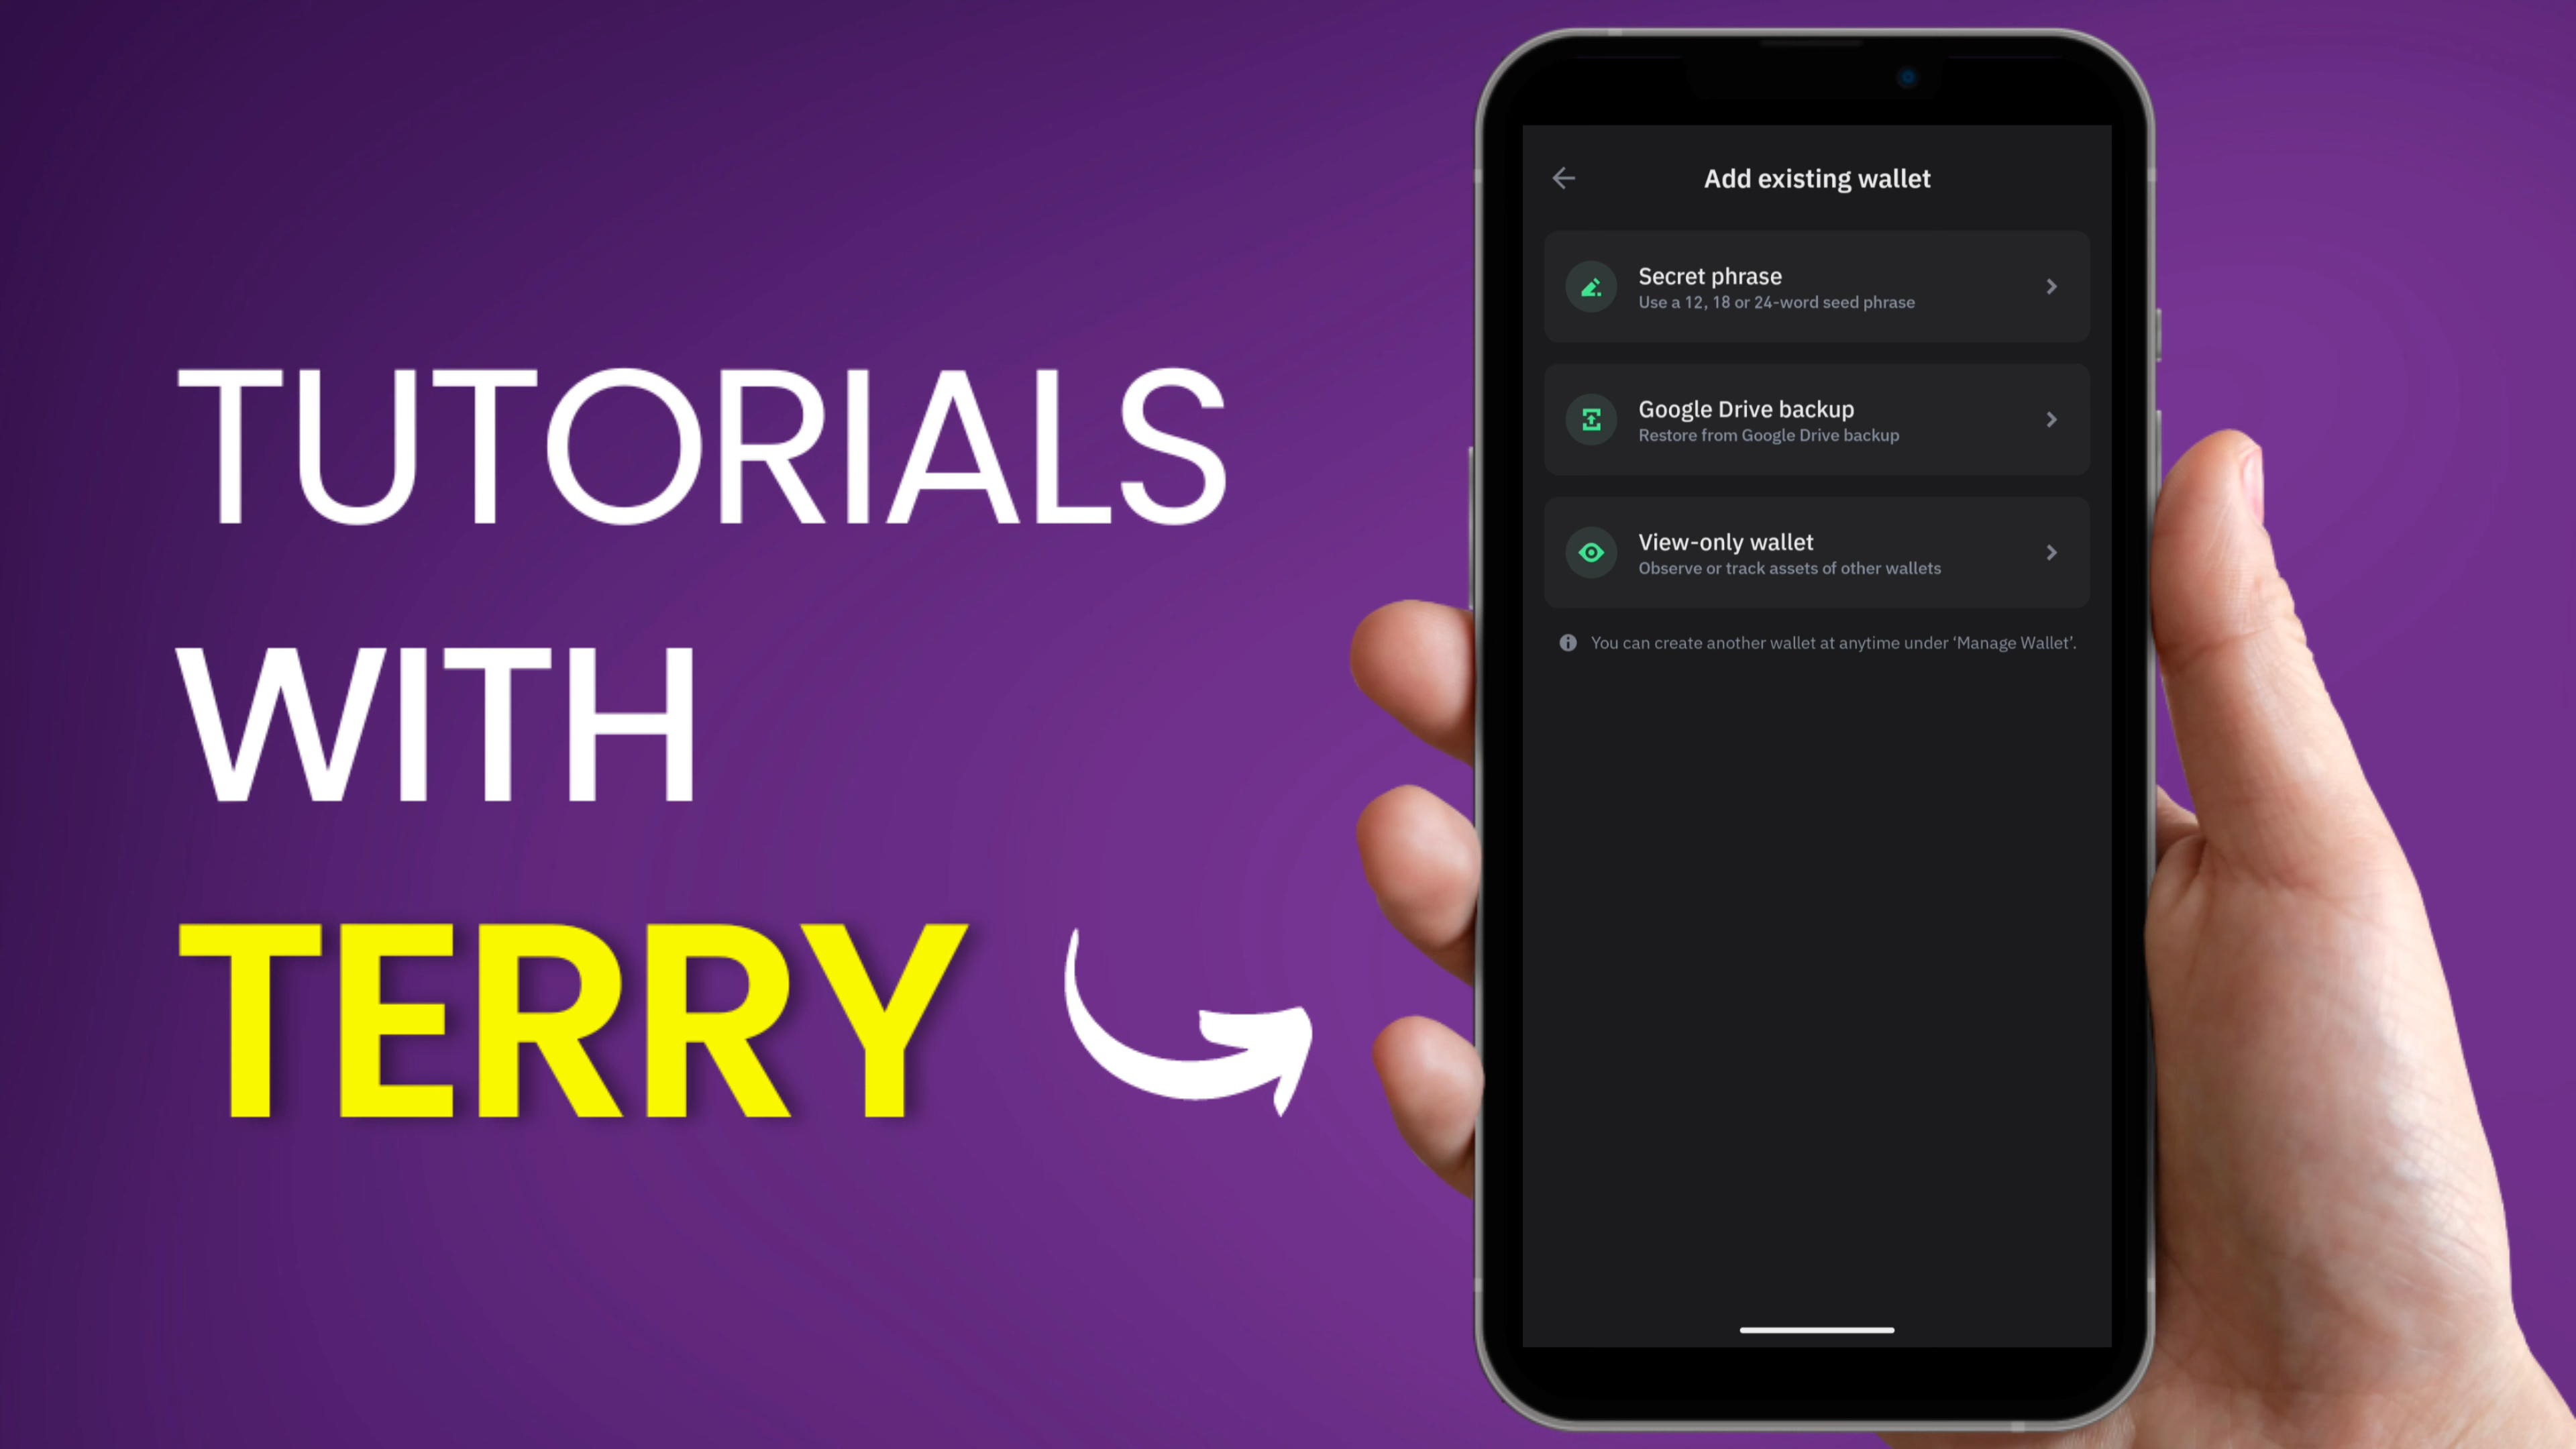 TUTORIALS
WITH
TERRY
Add existing wallet
Secret phrase
Use a 12, 18 or 24-word seed phrase
Google Drive backup
Restore from Google Drive backup
View-only wallet
Observe or track assets of other wallets
You can create another wallet at anytime under ‘Manage Wallet’.